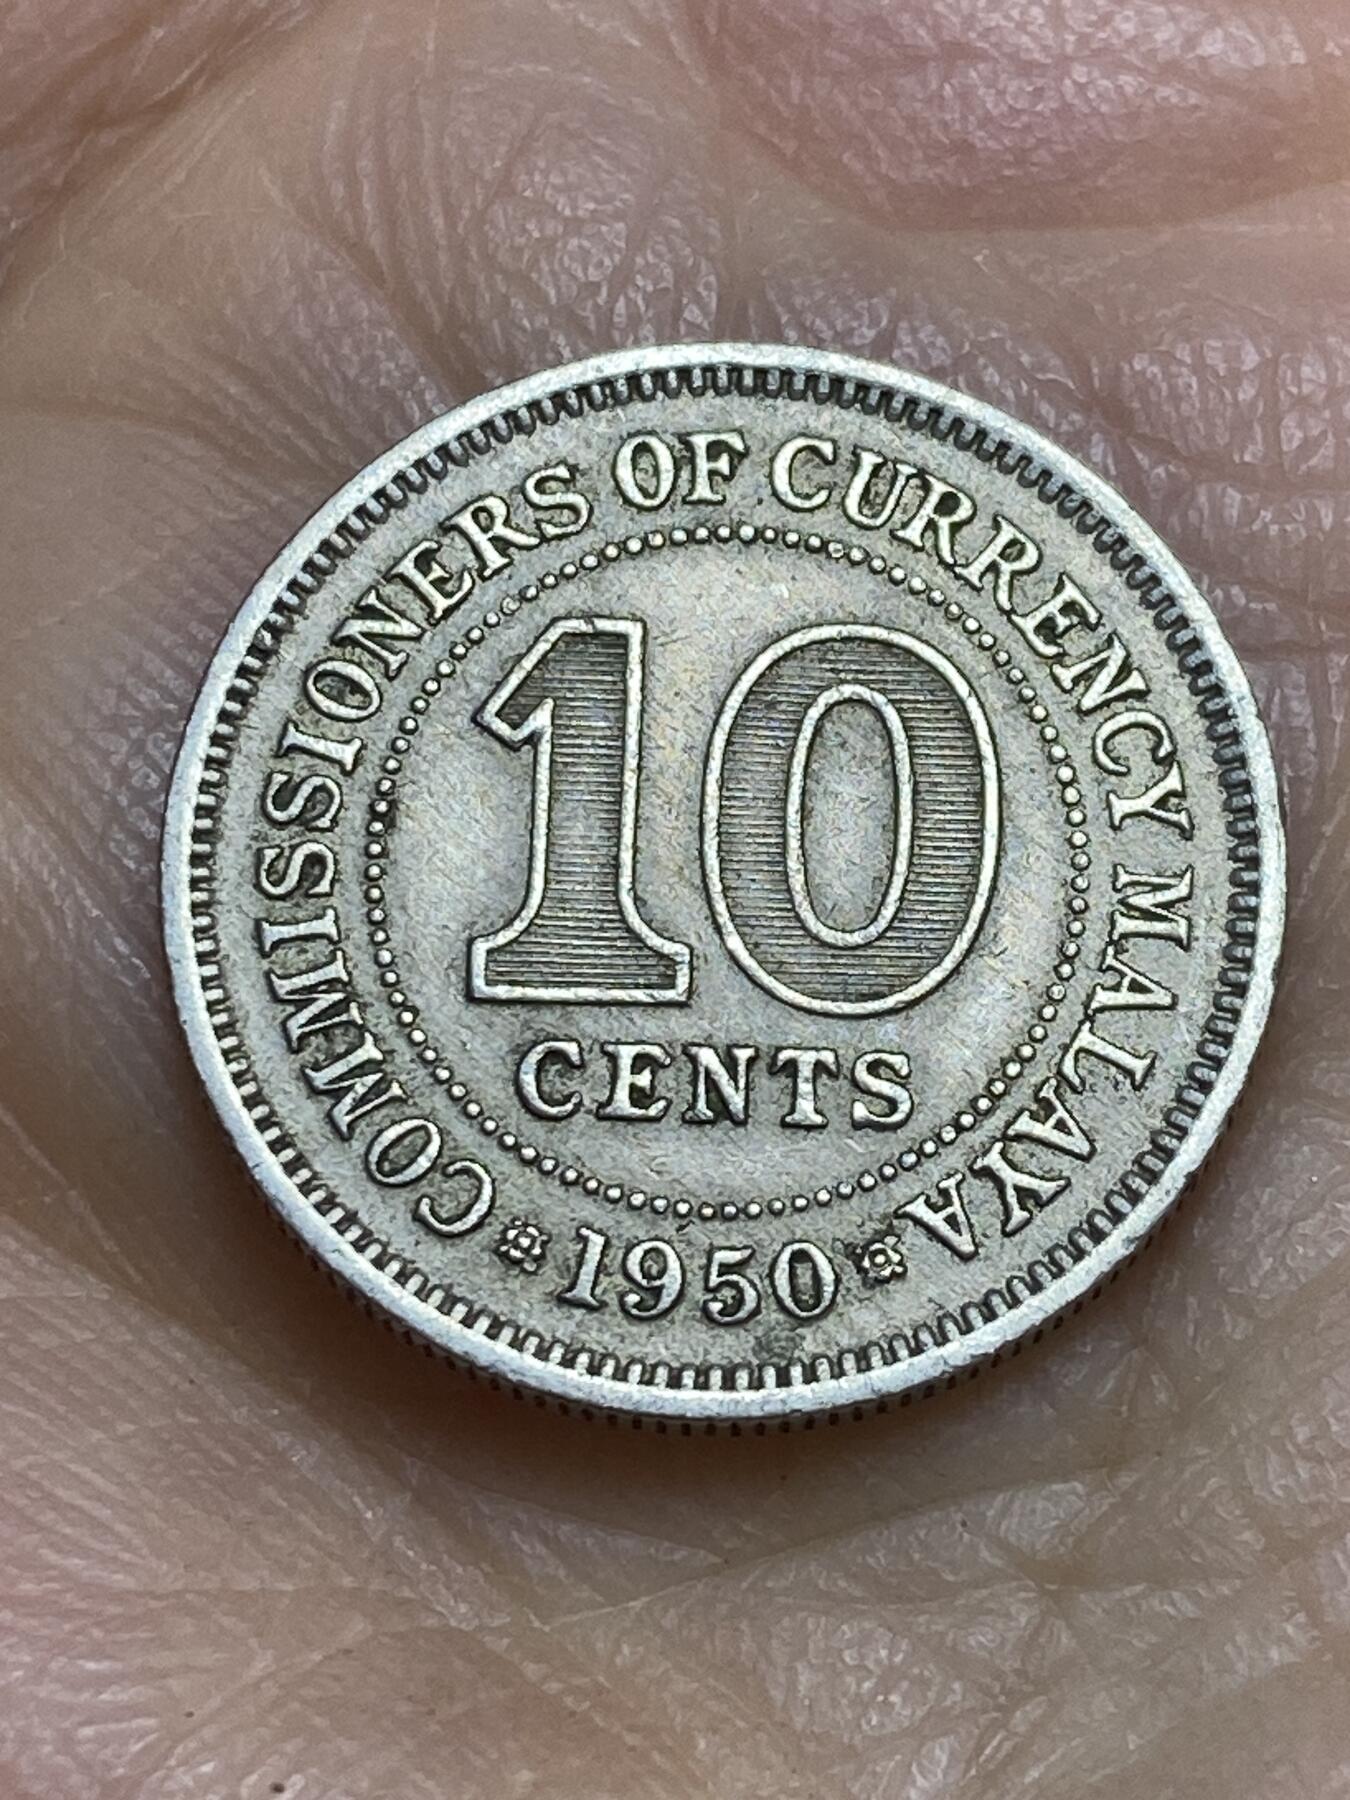 COMMISSIONERS OF CURRENCY MALAYA
10
CENTS
1950